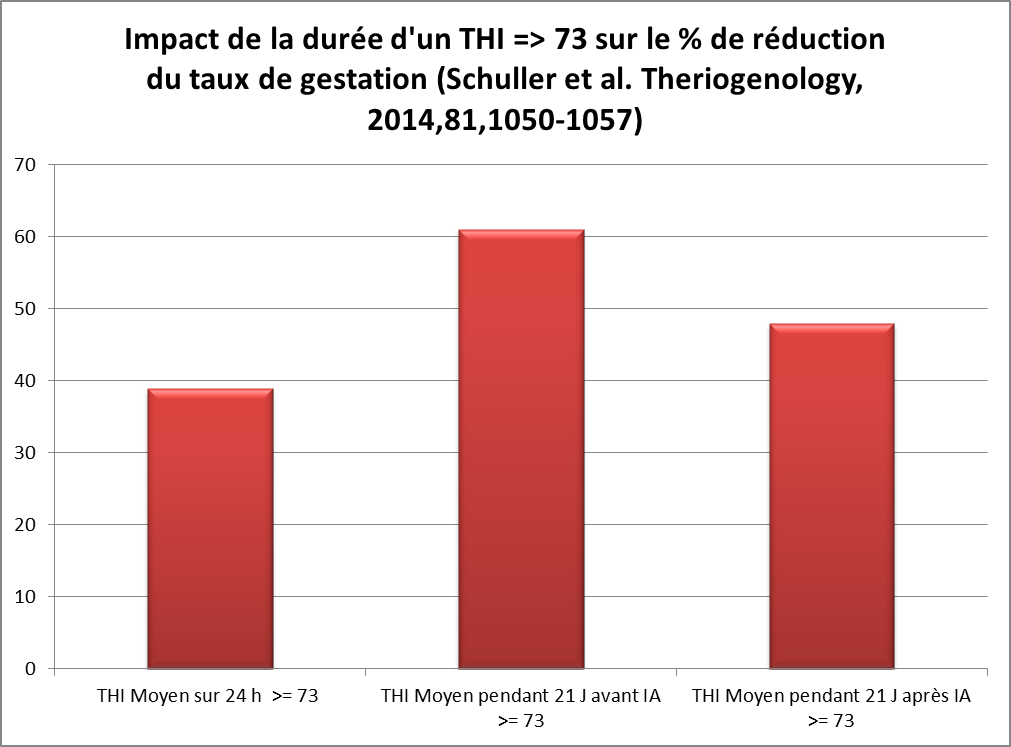 Impact de la durée d'un THI => 73 sur le % de réduction
du taux de gestation (Schuller et al. Theriogenology,
2014,81,1050-1057)
70
60
50
40
30
20
10
0
THI Moyen sur 24 h >= 73
THI Moyen pendant 21 J avant IA
>= 73
THI Moyen pendant 21 J après IA
>= 73